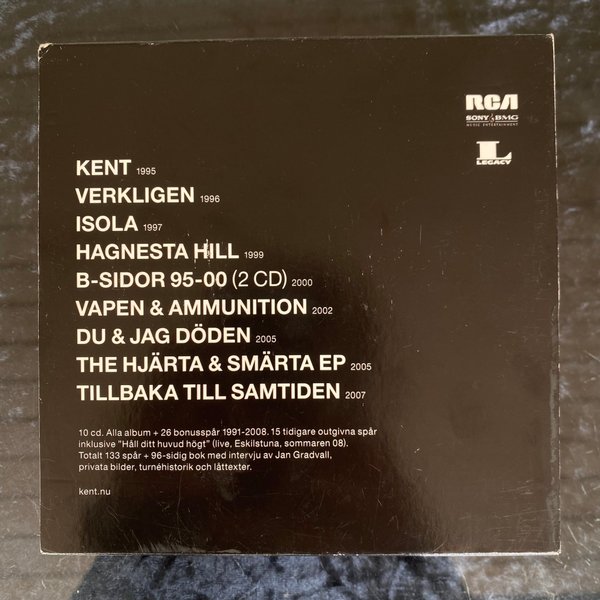 RCA
SONY BMG
MUSIC ENTERTAINMENT
L
LEGACY
KENT 1995
VERKLIGEN 1996
ISOLA 1997
HAGNESTA HILL 1999
B-SIDOR 95-00 (2 CD) 2000
VAPEN & AMMUNITION 2002
DU & JAG DÖDEN 2005
THE HJÄRTA & SMÄRTA EP 2005
TILLBAKA TILL SAMTIDEN 2007
10 cd. Alla album + 26 bonusspår 1991-2008. 15 tidigare outgivna spår
inklusive "Håll ditt huvud högt" (live, Eskilstuna, sommaren 08).
Totalt 133 spår + 96-sidig bok med intervju av Jan Gradvall,
privata bilder, turnéhistorik och låttexter.
kent.nu